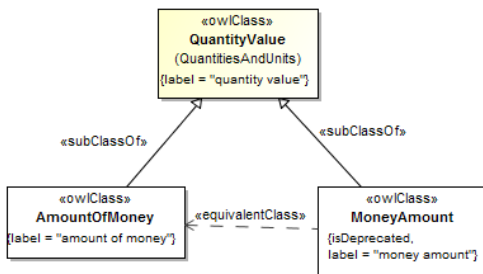 «owlClass»
QuantityValue
(QuantitiesAndUnits)
{label = "quantity value"}
«subClassOf»
«subClassOf»
«owlClass»
AmountOfMoney
{label = "amount of money"}
«equivalentClass»
«owlClass»
MoneyAmount
{isDeprecated,
label = "money amount"}